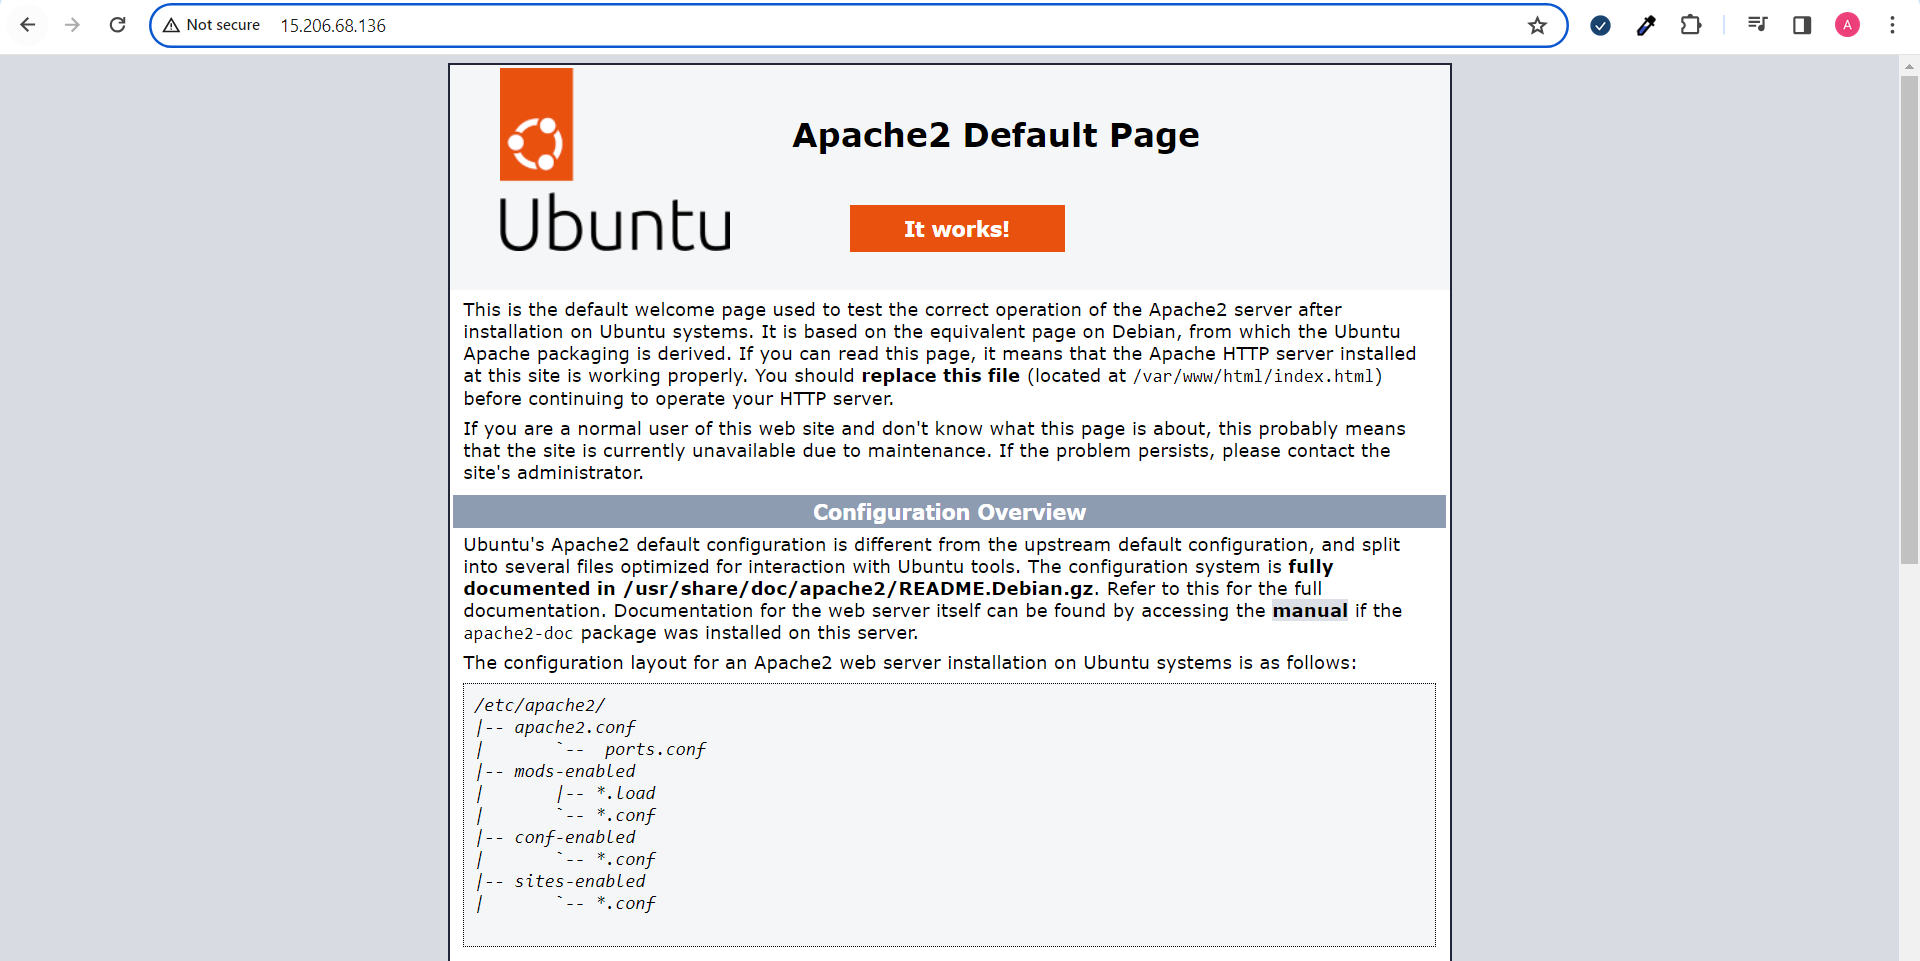 Not secure 15.206.68.136
A
Apache2 Default Page
Ubuntu
It works!
This is the default welcome page used to test the correct operation of the Apache2 server after
installation on Ubuntu systems. It is based on the equivalent page on Debian, from which the Ubuntu
Apache packaging is derived. If you can read this page, it means that the Apache HTTP server installed
at this site is working properly. You should replace this file (located at /var/www/html/index.html)
before continuing to operate your HTTP server.
If you are a normal user of this web site and don't know what this page is about, this probably means
that the site is currently unavailable due to maintenance. If the problem persists, please contact the
site's administrator.
Configuration Overview
Ubuntu's Apache2 default configuration is different from the upstream default configuration, and split
into several files optimized for interaction with Ubuntu tools. The configuration system is fully
documented in /usr/share/doc/apache2/README.Debian.gz. Refer to this for the full
documentation. Documentation for the web server itself can be found by accessing the manual if the
apache2-doc package was installed on this server.
The configuration layout for an Apache2 web server installation on Ubuntu systems is as follows:
/etc/apache2/
|-- apache2.conf
|       `--  ports.conf
|-- mods-enabled
|       |-- *.load
|       `-- *.conf
|-- conf-enabled
|       `-- *.conf
|-- sites-enabled
|       `-- *.conf